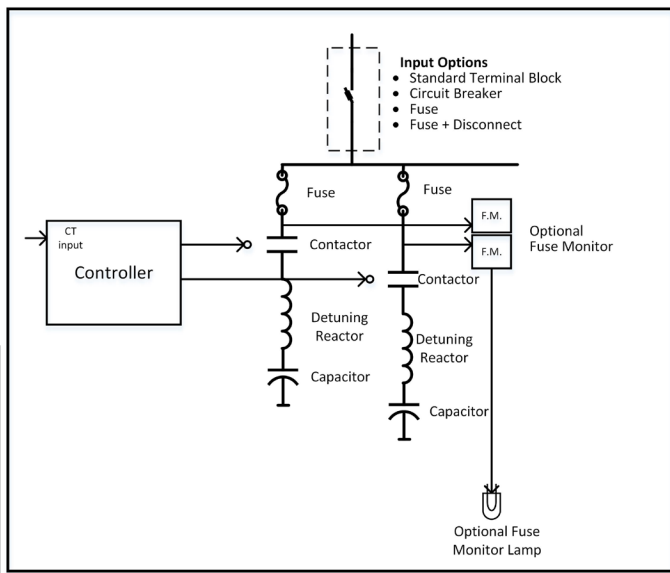 Input Options
• Standard Terminal Block
• Circuit Breaker
• Fuse
• Fuse + Disconnect
Fuse
Fuse
CT
input
Controller
F.M.
F.M.
Optional
Fuse Monitor
Contactor
Contactor
Detuning
Reactor
Detuning
Reactor
Capacitor
Capacitor
Optional Fuse
Monitor Lamp